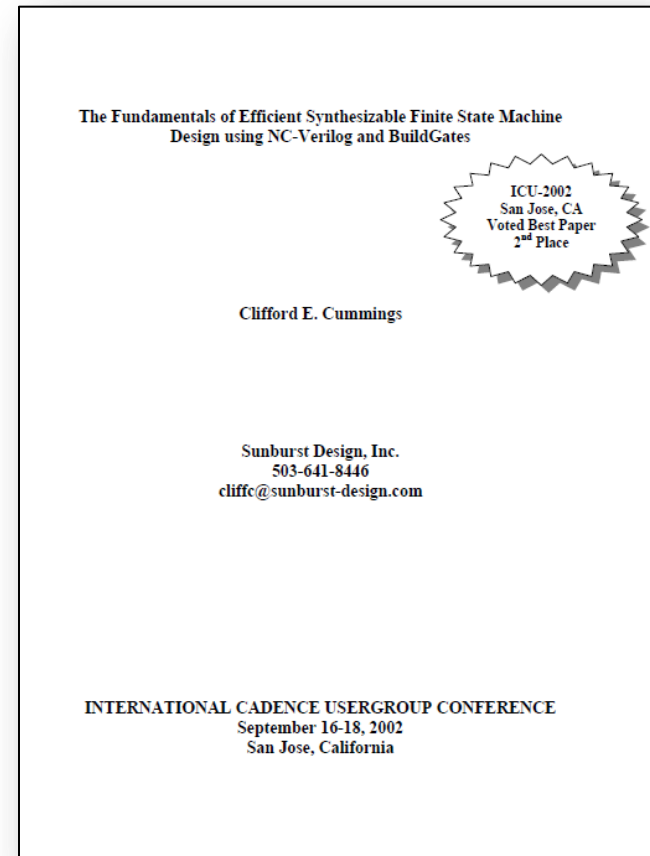 The Fundamentals of Efficient Synthesizable Finite State Machine
Design using NC-Verilog and BuildGates
ICU-2002
San Jose, CA
Voted Best Paper
2nd Place
Clifford E. Cummings
Sunburst Design, Inc.
503-641-8446
cliffc@sunburst-design.com
INTERNATIONAL CADENCE USERGROUP CONFERENCE
September 16-18, 2002
San Jose, California